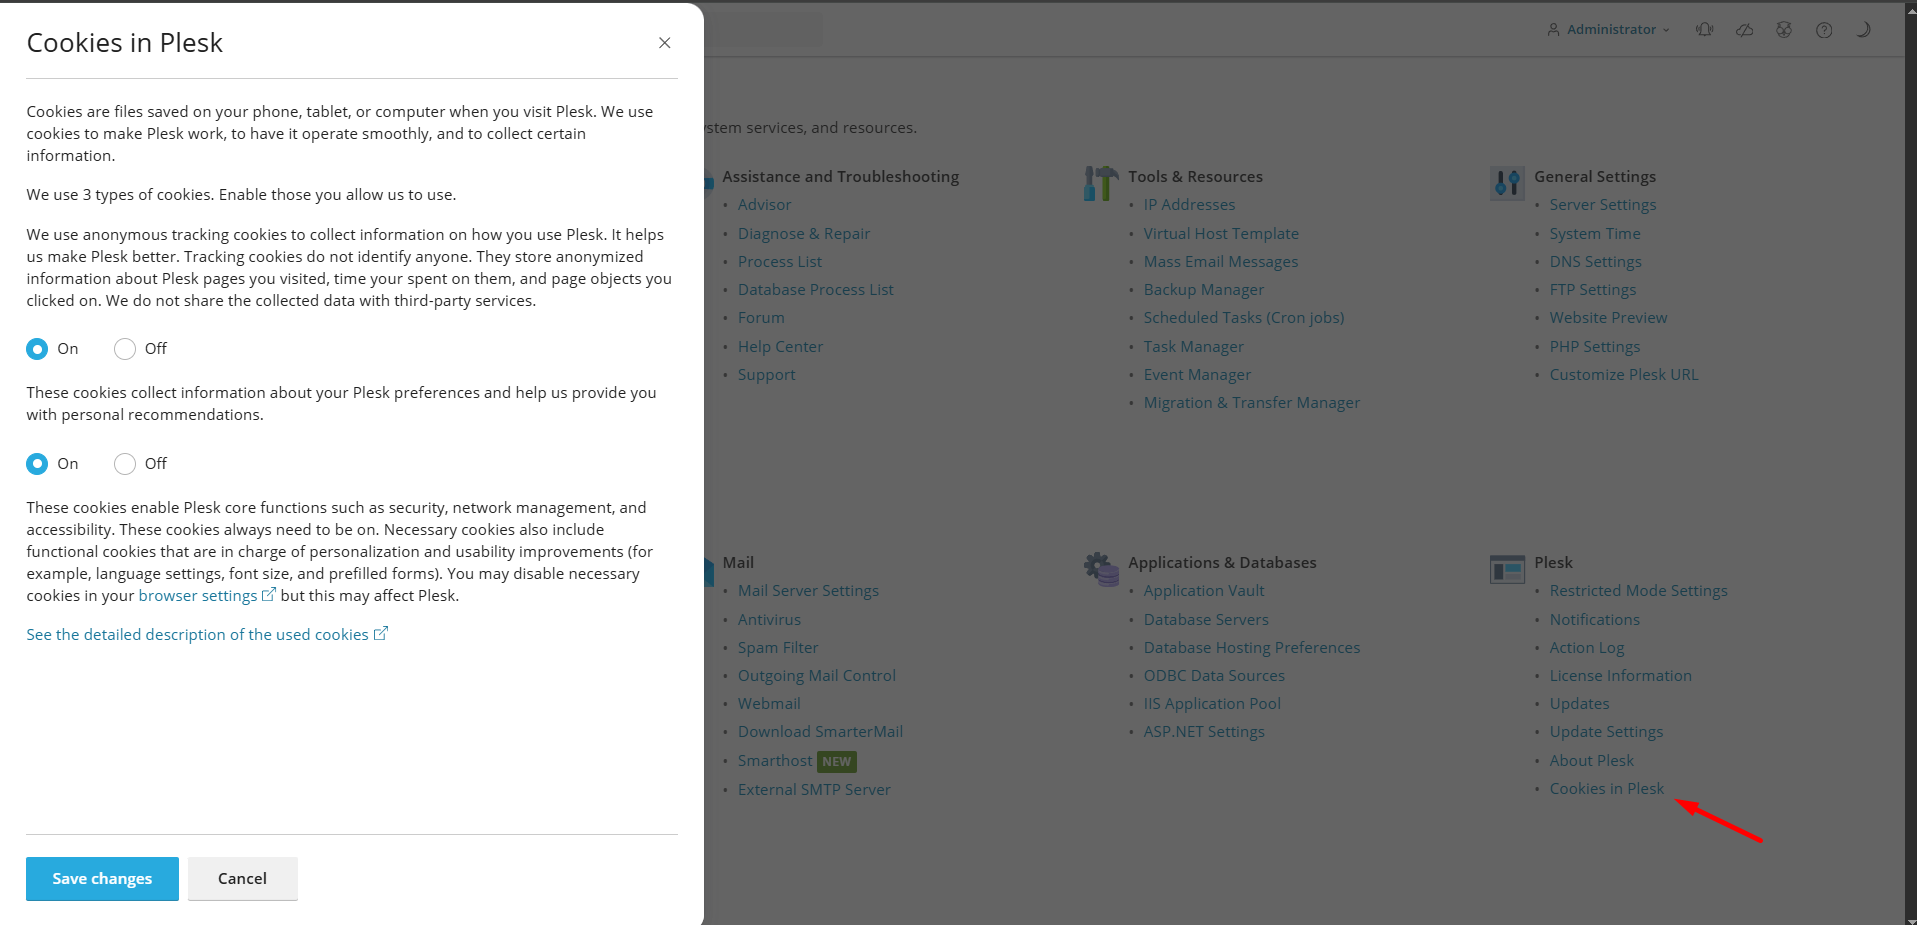 Cookies in Plesk
Cookies are files saved on your phone, tablet, or computer when you visit Plesk. We use
cookies to make Plesk work, to have it operate smoothly, and to collect certain
information.
We use 3 types of cookies. Enable those you allow us to use.
We use anonymous tracking cookies to collect information on how you use Plesk. It helps
us make Plesk better. Tracking cookies do not identify anyone. They store anonymized
information about Plesk pages you visited, time your spent on them, and page objects you
clicked on. We do not share the collected data with third-party services.
On Off
These cookies collect information about your Plesk preferences and help us provide you
with personal recommendations.
On Off
These cookies enable Plesk core functions such as security, network management, and
accessibility. These cookies always need to be on. Necessary cookies also include
functional cookies that are in charge of personalization and usability improvements (for
example, language settings, font size, and prefilled forms). You may disable necessary
cookies in your browser settings but this may affect Plesk.
See the detailed description of the used cookies
Save changes Cancel
Administrator
system services, and resources.
Assistance and Troubleshooting
Advisor
Diagnose & Repair
Process List
Database Process List
Forum
Help Center
Support
Tools & Resources
IP Addresses
Virtual Host Template
Mass Email Messages
Backup Manager
Scheduled Tasks (Cron jobs)
Task Manager
Event Manager
Migration & Transfer Manager
General Settings
Server Settings
System Time
DNS Settings
FTP Settings
Website Preview
PHP Settings
Customize Plesk URL
Mail
Mail Server Settings
Antivirus
Spam Filter
Outgoing Mail Control
Webmail
Download SmarterMail
Smarthost NEW
External SMTP Server
Applications & Databases
Application Vault
Database Servers
Database Hosting Preferences
ODBC Data Sources
IIS Application Pool
ASP.NET Settings
Plesk
Restricted Mode Settings
Notifications
Action Log
License Information
Updates
Update Settings
About Plesk
Cookies in Plesk